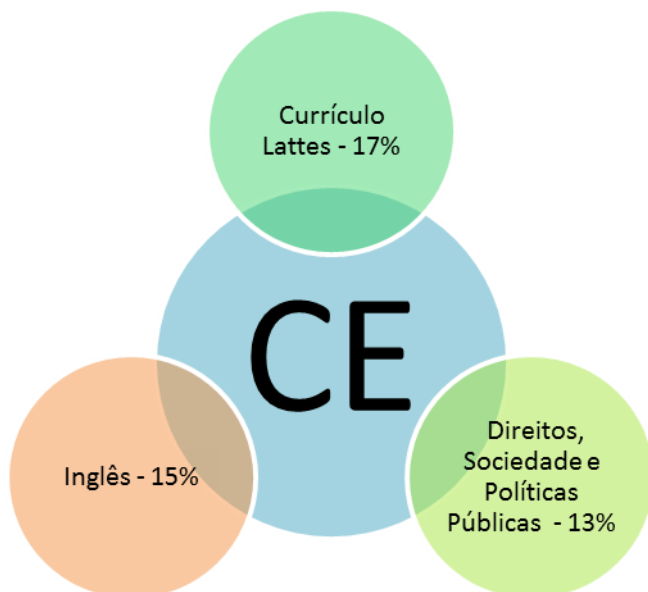 Currículo
Lattes - 17%
CE
Inglês - 15%
Direitos,
Sociedade e
Políticas
Públicas - 13%